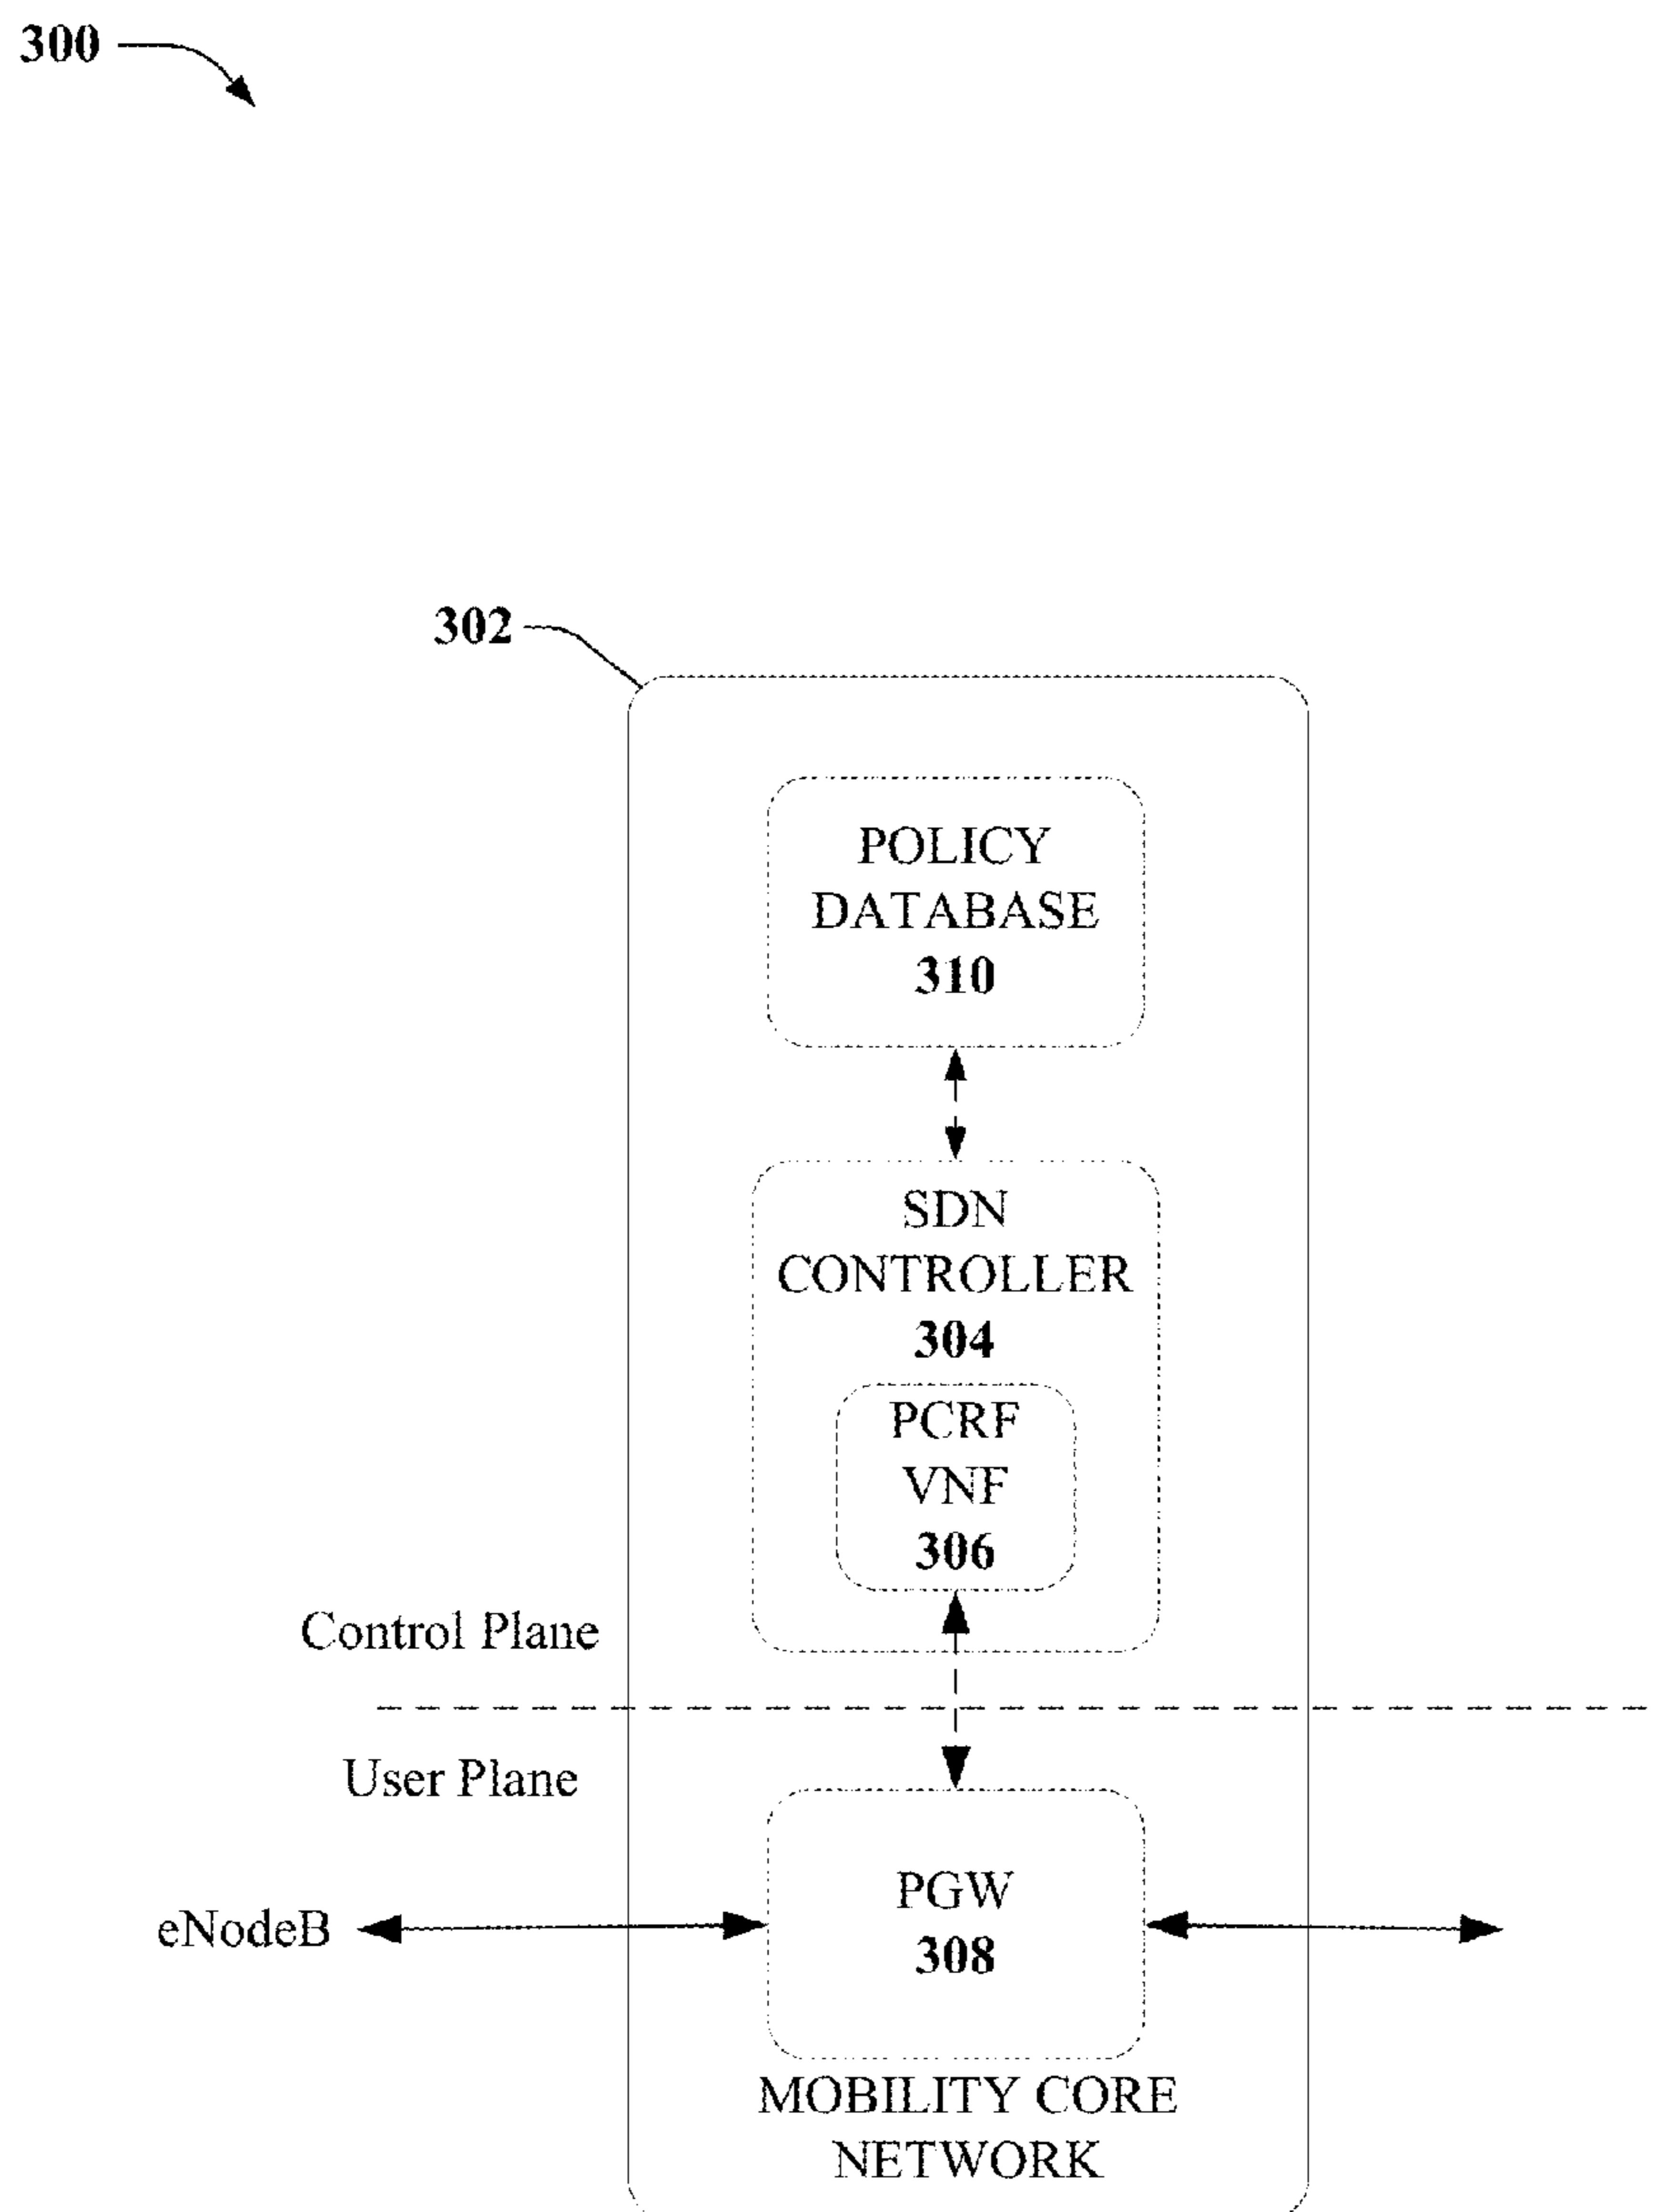 300
302
POLICY
DATABASE
310
SDN
CONTROLLER
304
PCRF
VNF
306
Control Plane
User Plane
PGW
eNodeB
308
MOBILITY CORE
NETWORK